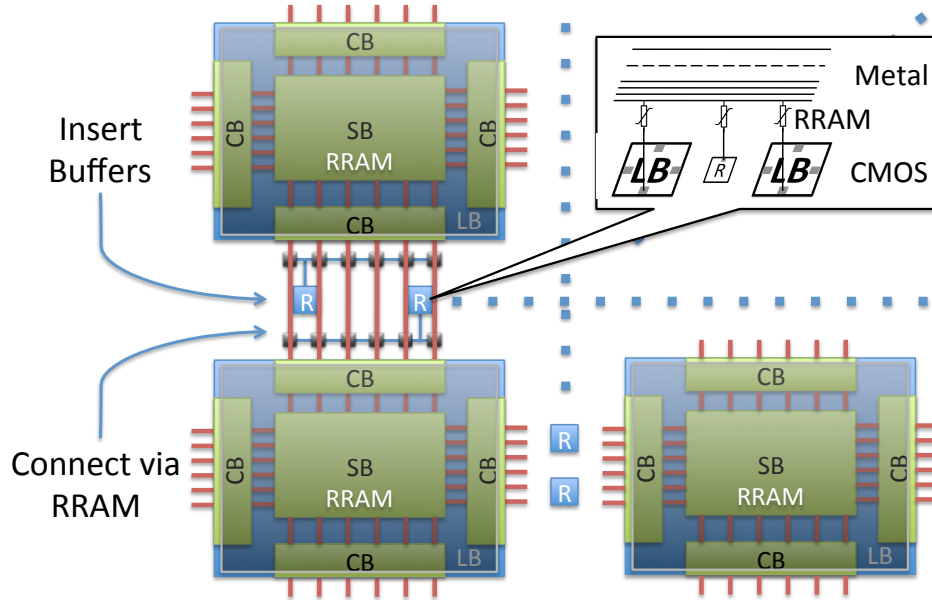 CB
CB
SB
RRAM
CB
CB
LB
Insert
Buffers
Metal
RRAM
LB
R
LB
CMOS
R
R
Connect via
RRAM
CB
CB
SB
RRAM
CB
CB
LB
R
R
CB
CB
SB
RRAM
CB
CB
LB